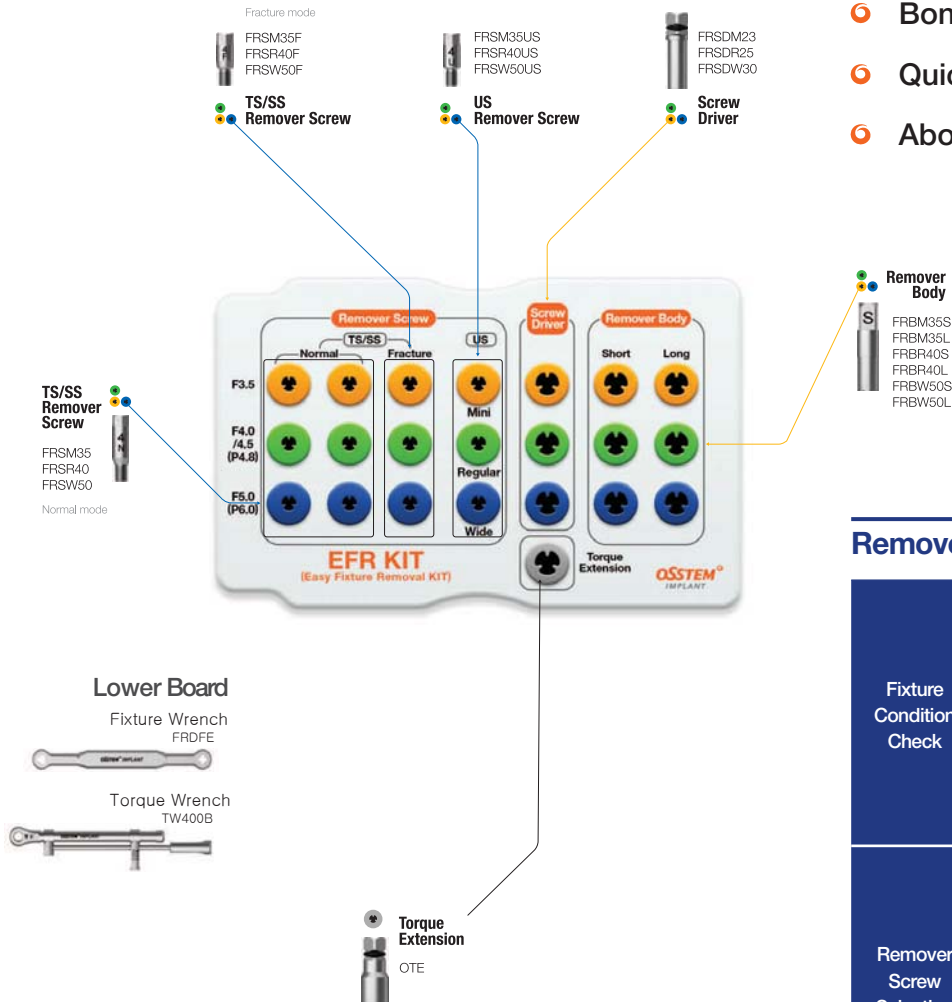 Fracture mode
FRSM35F
FRSR40F
FRSW50F
TS/SS
Remover Screw
FRSM35US
FRSR40US
FRSW50US
US
Remover Screw
FRSDM23
FRSDR25
FRSDW30
Screw
Driver
Bon
Quic
Abo
Remover
Body
S
FRBM35S
FRBM35L
FRBR40S
FRBR40L
FRBW50S
FRBW50L
TS/SS
Remover
Screw
4
N
FRSM35
FRSR40
FRSW50
Normal mode
Remover Screw
TS/SS
US
Normal
Fracture
Screw
Driver
Remover Body
Short
Long
F3.5
Mini
F4.0
/4.5
(P4.8)
Regular
F5.0
(P6.0)
Wide
EFR KIT
(Easy Fixture Removal KIT)
Torque
Extension
OSSTEM
IMPLANT
Lower Board
Fixture Wrench
FRDFE
Torque Wrench
TW400B
Torque
Extension
OTE
Remove
Fixture
Condition
Check
Remover
Screw